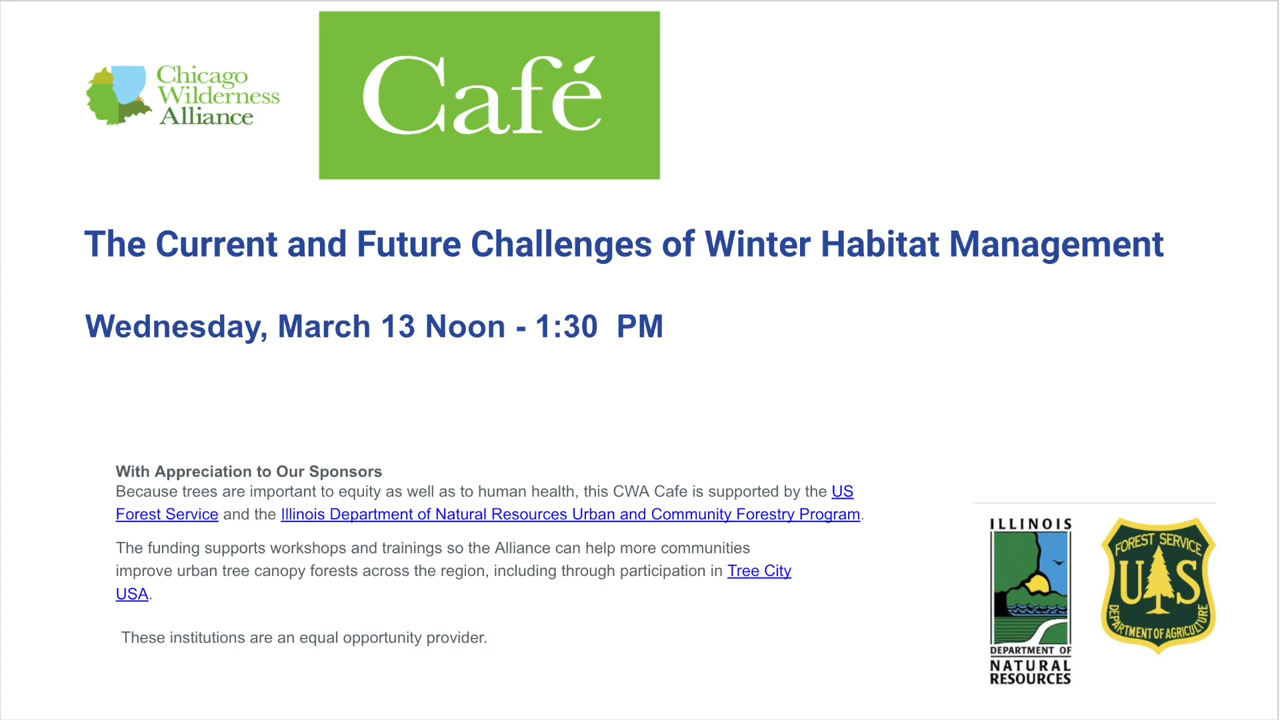 Chicago
Wilderness
Alliance
Café
The Current and Future Challenges of Winter Habitat Management
Wednesday, March 13 Noon - 1:30  PM
With Appreciation to Our Sponsors
Because trees are important to equity as well as to human health, this CWA Cafe is supported by the US
Forest Service and the Illinois Department of Natural Resources Urban and Community Forestry Program.
The funding supports workshops and trainings so the Alliance can help more communities
improve urban tree canopy forests across the region, including through participation in Tree City
USA.
These institutions are an equal opportunity provider.
ILLINOIS
DEPARTMENT OF
NATURAL
RESOURCES
FOREST SERVICE
U S
DEPARTMENT OF AGRICULTURE